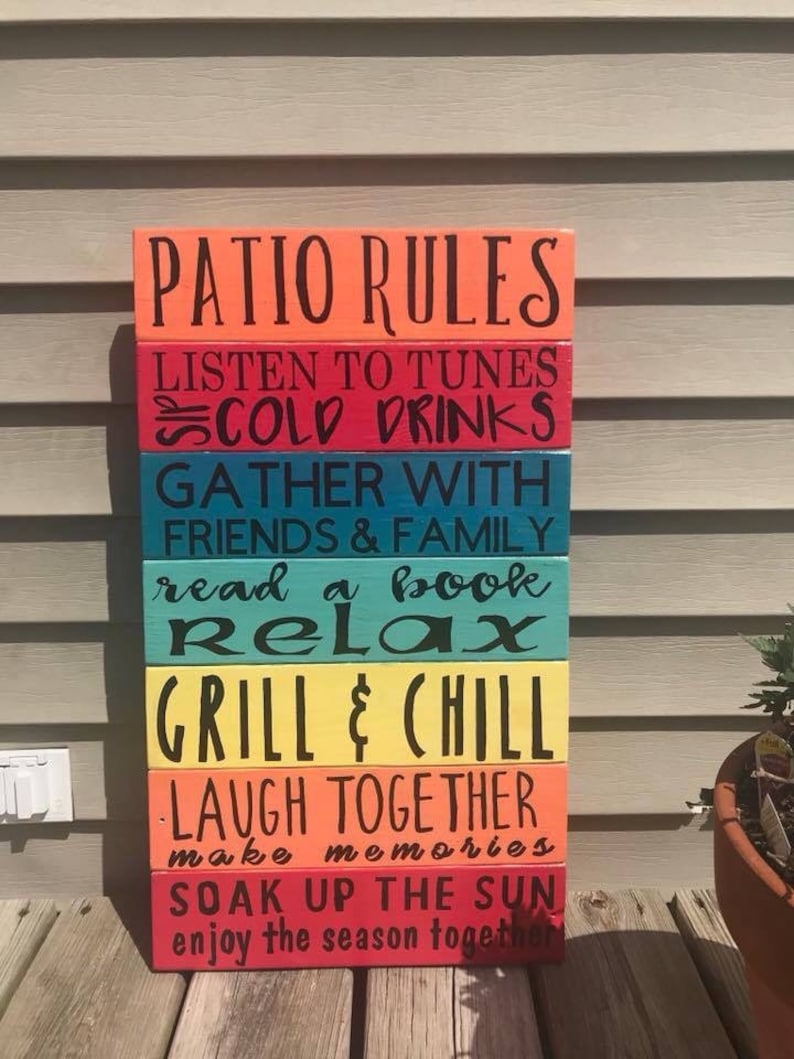 PATIO RULES
LISTEN TO TUNES
SIP COLD DRINKS
GATHER WITH
FRIENDS & FAMILY
read a book
RELAX
GRILL & CHILL
LAUGH TOGETHER
make memories
SOAK UP THE SUN
enjoy the season together